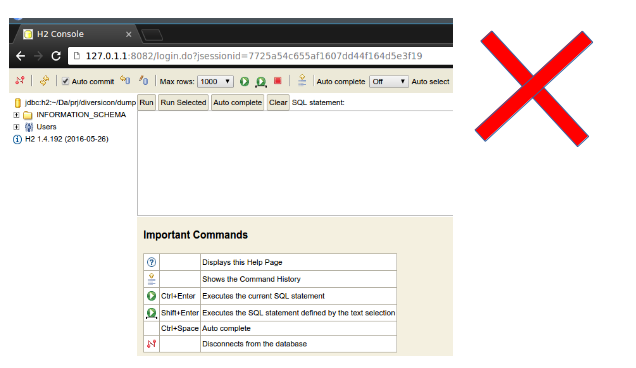 H2 Console
127.0.1.1:8082/login.do?jsessionid=7725a54c655af1607dd44f164d5e3f19
Auto commit Max rows: 1000 Auto complete Off Auto select
jdbc:h2:~/Da/prj/diversicon/dump
INFORMATION_SCHEMA
Users
H2 1.4.192 (2016-05-26)
Run Run Selected Auto complete Clear SQL statement:
Important Commands
Displays this Help Page
Shows the Command History
Ctrl+Enter Executes the current SQL statement
Shift+Enter Executes the SQL statement defined by the text selection
Ctrl+Space Auto complete
Disconnects from the database